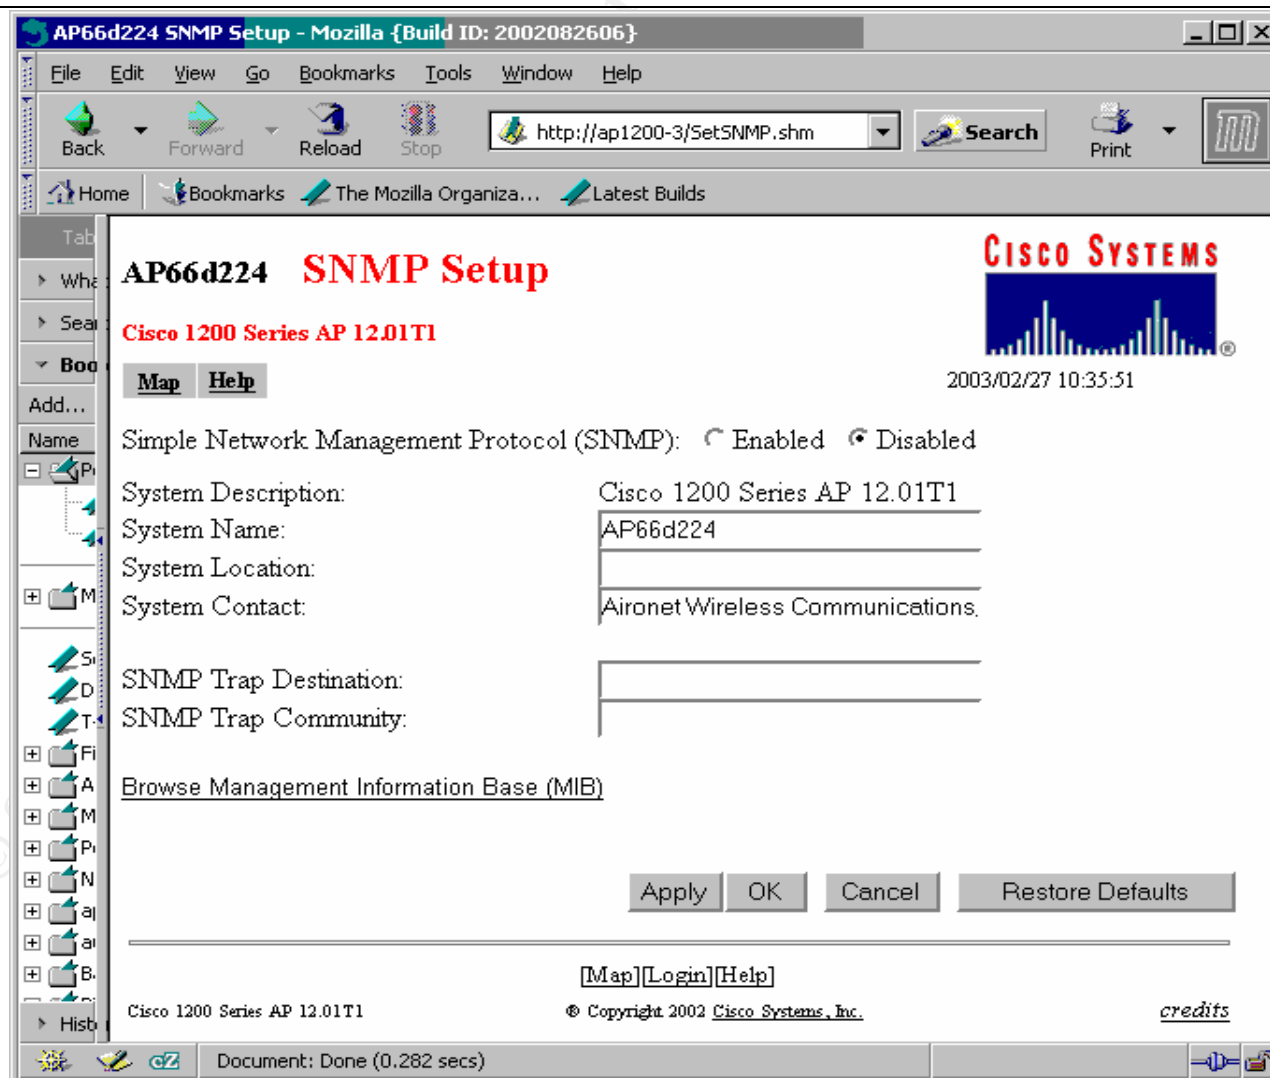 AP66d224 SNMP Setup - Mozilla {Build ID: 2002082606}
File Edit View Go Bookmarks Tools Window Help
Back Forward Reload Stop http://ap1200-3/SetSNMP.shm Search Print
Home Bookmarks The Mozilla Organiza... Latest Builds
AP66d224 SNMP Setup
CISCO SYSTEMS
Cisco 1200 Series AP 12.01T1
Map Help
2003/02/27 10:35:51
Add...
Name
Simple Network Management Protocol (SNMP): Enabled Disabled
System Description: Cisco 1200 Series AP 12.01T1
System Name: AP66d224
System Location:
System Contact: Aironet Wireless Communications,
SNMP Trap Destination:
SNMP Trap Community:
Browse Management Information Base (MIB)
Apply OK Cancel Restore Defaults
[Map][Login][Help]
Cisco 1200 Series AP 12.01T1 © Copyright 2002 Cisco Systems, Inc. credits
Document: Done (0.282 secs)